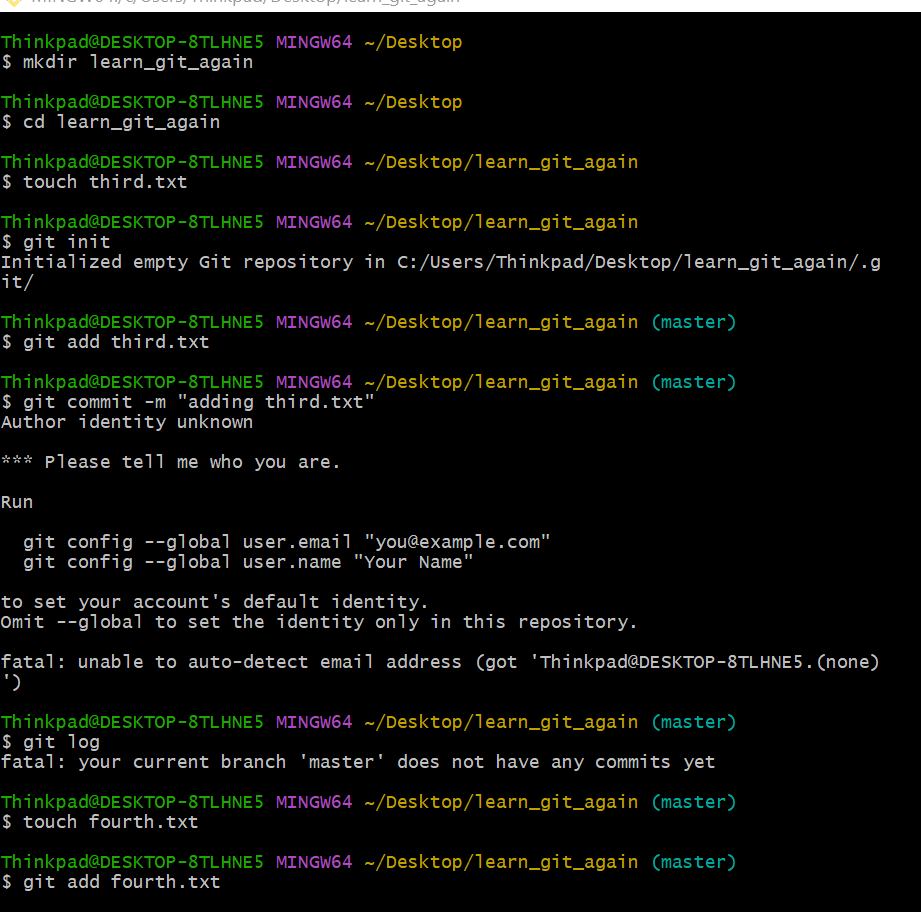 MINGW64:/c/Users/Thinkpad/Desktop/learn_git_again
Thinkpad@DESKTOP-8TLHNE5 MINGW64 ~/Desktop
$ mkdir learn_git_again
Thinkpad@DESKTOP-8TLHNE5 MINGW64 ~/Desktop
$ cd learn_git_again
Thinkpad@DESKTOP-8TLHNE5 MINGW64 ~/Desktop/learn_git_again
$ touch third.txt
Thinkpad@DESKTOP-8TLHNE5 MINGW64 ~/Desktop/learn_git_again
$ git init
Initialized empty Git repository in C:/Users/Thinkpad/Desktop/learn_git_again/.g
it/
Thinkpad@DESKTOP-8TLHNE5 MINGW64 ~/Desktop/learn_git_again (master)
$ git add third.txt
Thinkpad@DESKTOP-8TLHNE5 MINGW64 ~/Desktop/learn_git_again (master)
$ git commit -m "adding third.txt"
Author identity unknown
*** Please tell me who you are.
Run
git config --global user.email "you@example.com"
git config --global user.name "Your Name"
to set your account's default identity.
Omit --global to set the identity only in this repository.
fatal: unable to auto-detect email address (got 'Thinkpad@DESKTOP-8TLHNE5.(none)
')
Thinkpad@DESKTOP-8TLHNE5 MINGW64 ~/Desktop/learn_git_again (master)
$ git log
fatal: your current branch 'master' does not have any commits yet
Thinkpad@DESKTOP-8TLHNE5 MINGW64 ~/Desktop/learn_git_again (master)
$ touch fourth.txt
Thinkpad@DESKTOP-8TLHNE5 MINGW64 ~/Desktop/learn_git_again (master)
$ git add fourth.txt